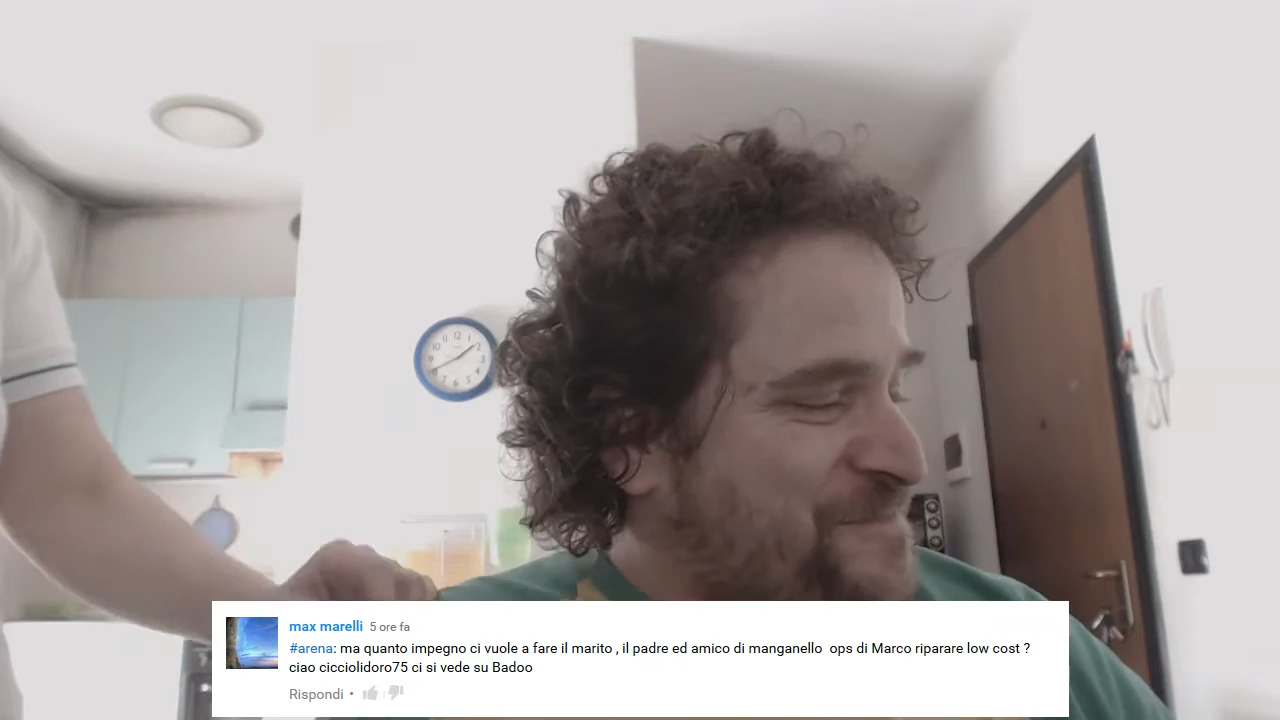 max marelli 5 ore fa
#arena: ma quanto impegno ci vuole a fare il marito , il padre ed amico di manganello ops di Marco riparare low cost ?
ciao cicciolidoro75 ci si vede su Badoo
Rispondi •